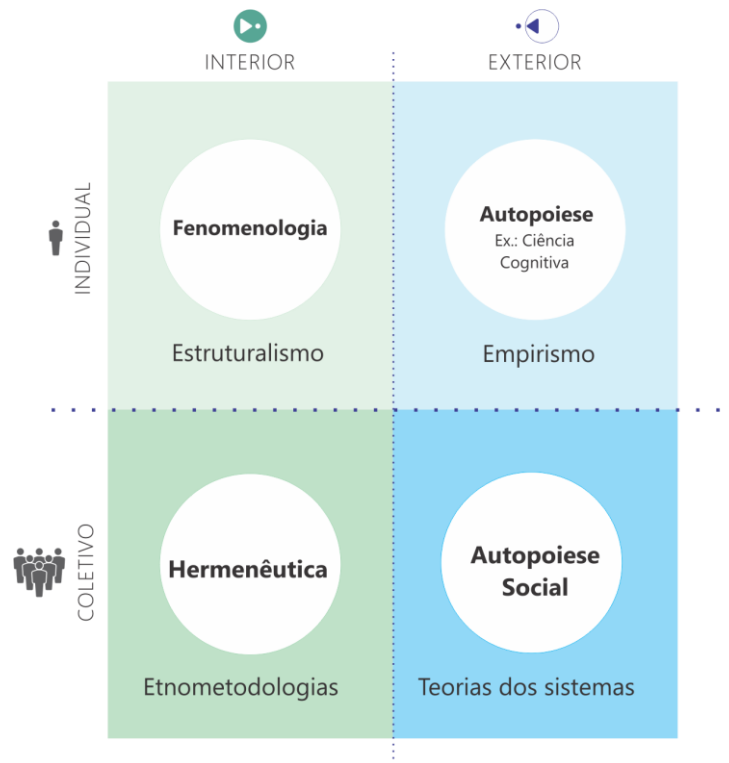 INTERIOR
EXTERIOR
INDIVIDUAL
Fenomenologia
Estruturalismo
Autopoiese
Ex.: Ciência
Cognitiva
Empirismo
COLETIVO
Hermenêutica
Etnometodologias
Autopoiese
Social
Teorias dos sistemas